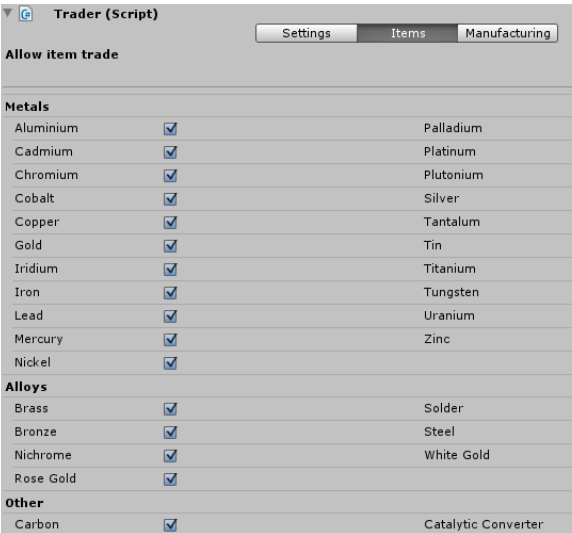 Trader (Script)
Settings Items Manufacturing
Allow item trade
Metals
Aluminium Palladium
Cadmium Platinum
Chromium Plutonium
Cobalt Silver
Copper Tantalum
Gold Tin
Iridium Titanium
Iron Tungsten
Lead Uranium
Mercury Zinc
Nickel
Alloys
Brass Solder
Bronze Steel
Nichrome White Gold
Rose Gold
Other
Carbon Catalytic Converter